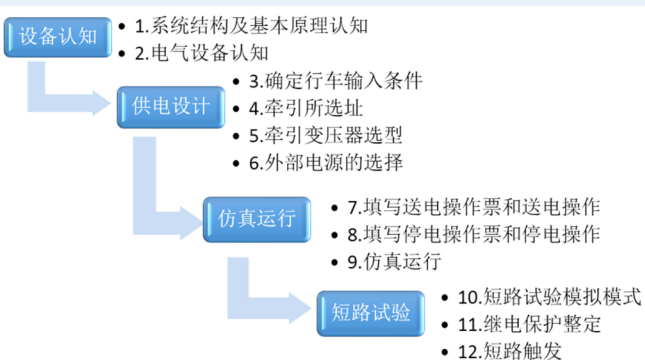 设备认知
• 1.系统结构及基本原理认知
• 2.电气设备认知
供电设计
• 3.确定行车输入条件
• 4.牵引所选址
• 5.牵引变压器选型
• 6.外部电源的选择
仿真运行
• 7.填写送电操作票和送电操作
• 8.填写停电操作票和停电操作
• 9.仿真运行
短路试验
• 10.短路试验模拟模式
• 11.继电保护整定
• 12.短路触发